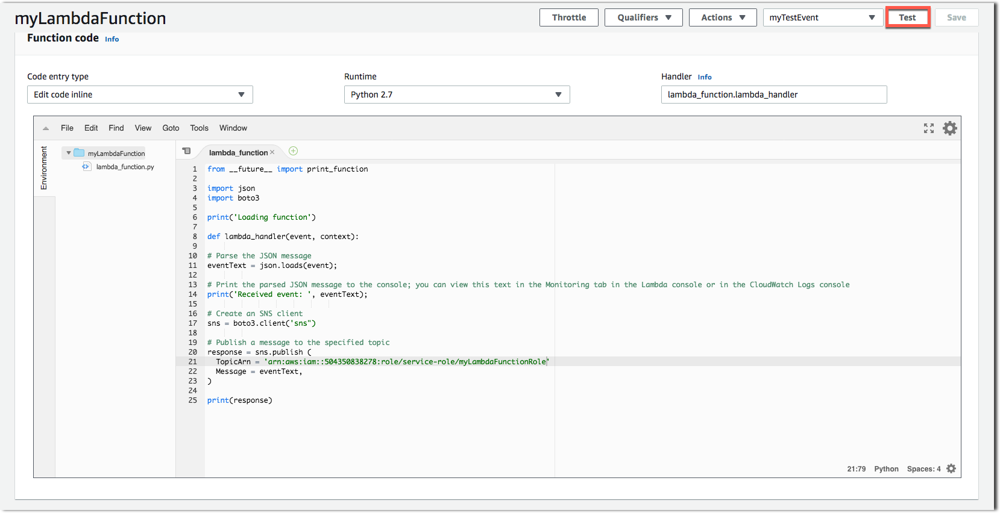 myLambdaFunction
Throttle
Qualifiers
Actions
myTestEvent
Test
Save
Function code Info
Code entry type
Runtime
Handler Info
Edit code inline
Python 2.7
lambda_function.lambda_handler
File Edit Find View Goto Tools Window
Environment
myLambdaFunction
lambda_function.py
lambda_function
1 from __future__ import print_function
2
3 import json
4 import boto3
5
6 print('Loading function')
7
8 def lambda_handler(event, context):
9
10 # Parse the JSON message
11 eventText = json.loads(event);
12
13 # Print the parsed JSON message to the console; you can view this text in the Monitoring tab in the Lambda console or in the CloudWatch Logs console
14 print('Received event: ', eventText);
15
16 # Create an SNS client
17 sns = boto3.client('sns")
18
19 # Publish a message to the specified topic
20 response = sns.publish (
21 TopicArn = 'arn:aws:iam::504350838278:role/service-role/myLambdaFunctionRole'
22 Message = eventText,
23 )
24
25 print(response)
21:79 Python Spaces: 4